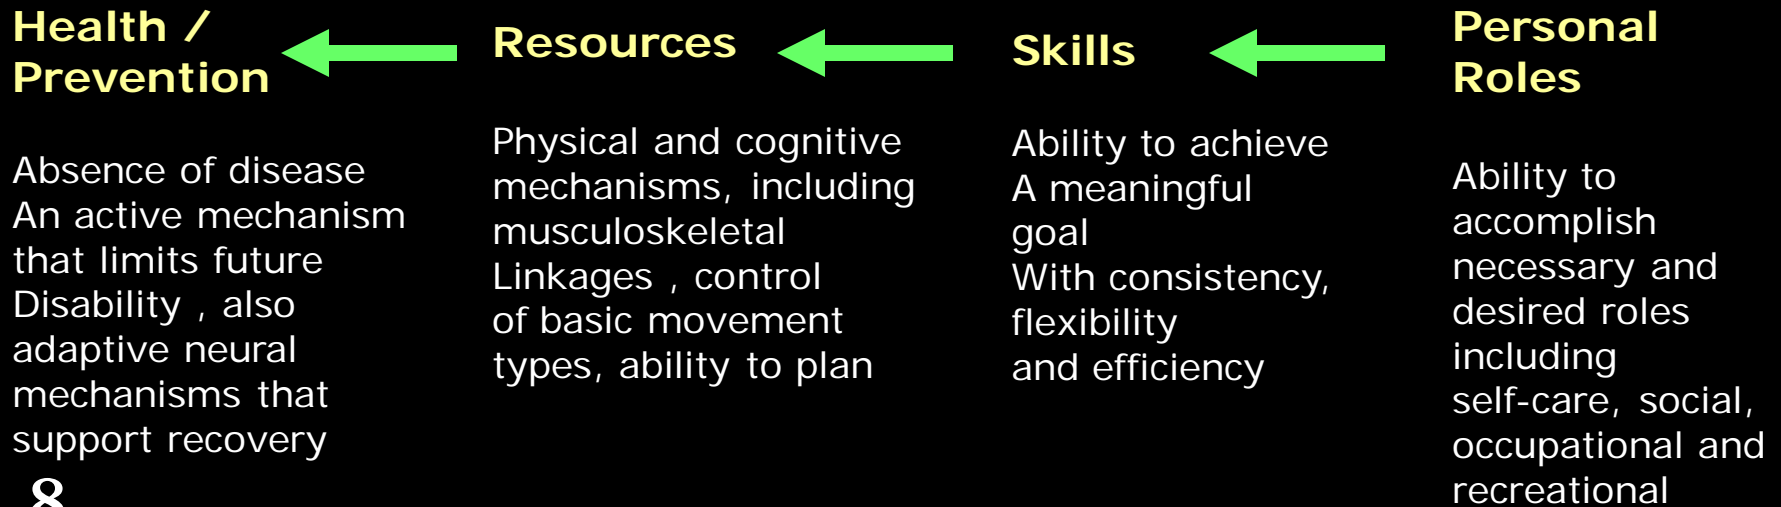 Health /
Prevention
Absence of disease
An active mechanism
that limits future
Disability , also
adaptive neural
mechanisms that
support recovery
8
Resources
Physical and cognitive
mechanisms, including
musculoskeletal
Linkages , control
of basic movement
types, ability to plan
Skills
Ability to achieve
A meaningful
goal
With consistency,
flexibility
and efficiency
Personal
Roles
Ability to
accomplish
necessary and
desired roles
including
self-care, social,
occupational and
recreational